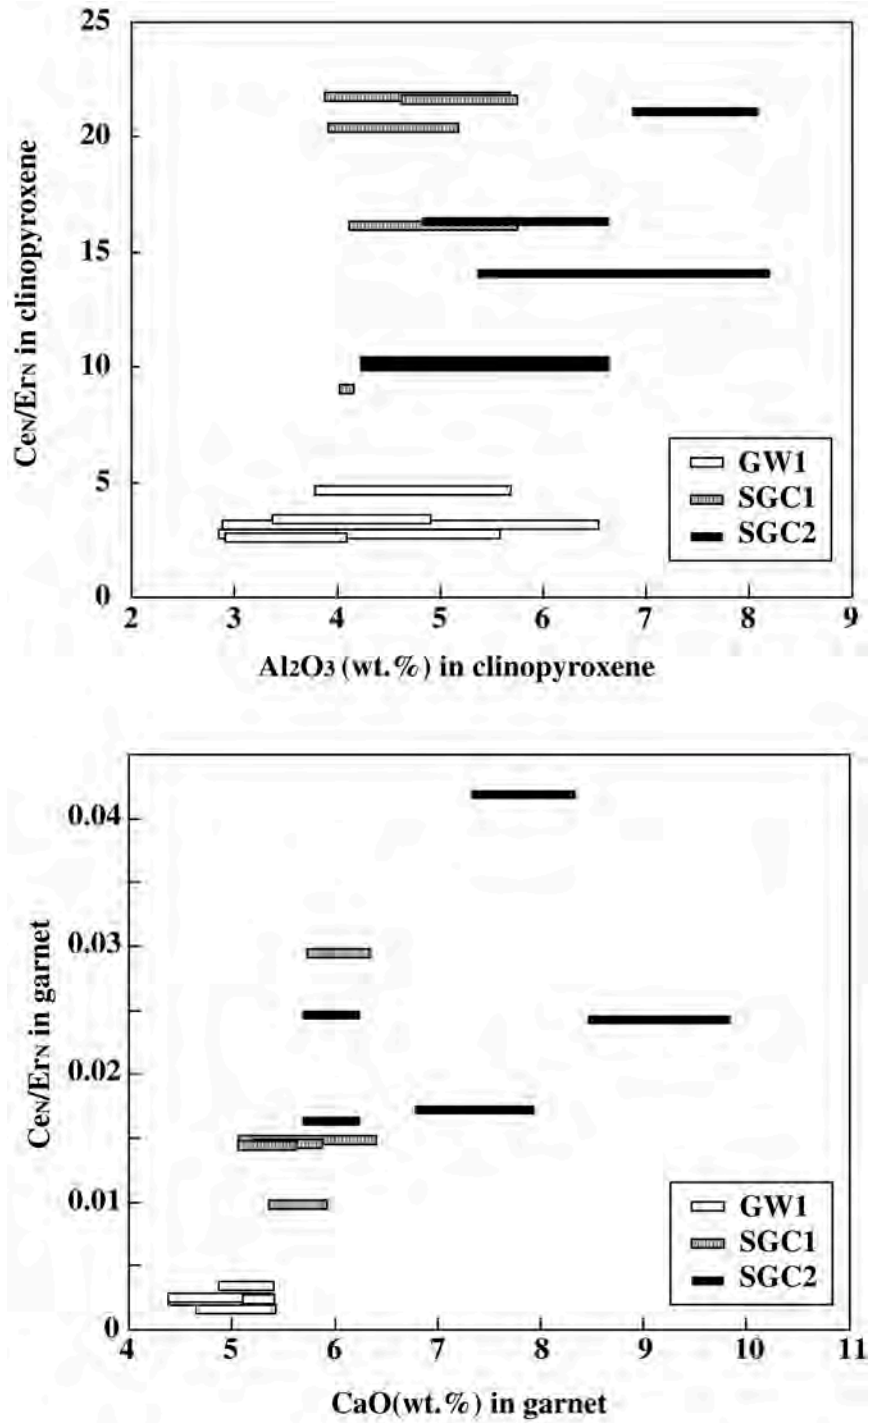 25
20
15
10
5
0
CeN/ErN in clinopyroxene
GW1
SGC1
SGC2
2 3 4 5 6 7 8 9
Al2O3 (wt.%) in clinopyroxene
0.04
0.03
0.02
0.01
0
CeN/ErN in garnet
GW1
SGC1
SGC2
4 5 6 7 8 9 10 11
CaO(wt.%) in garnet